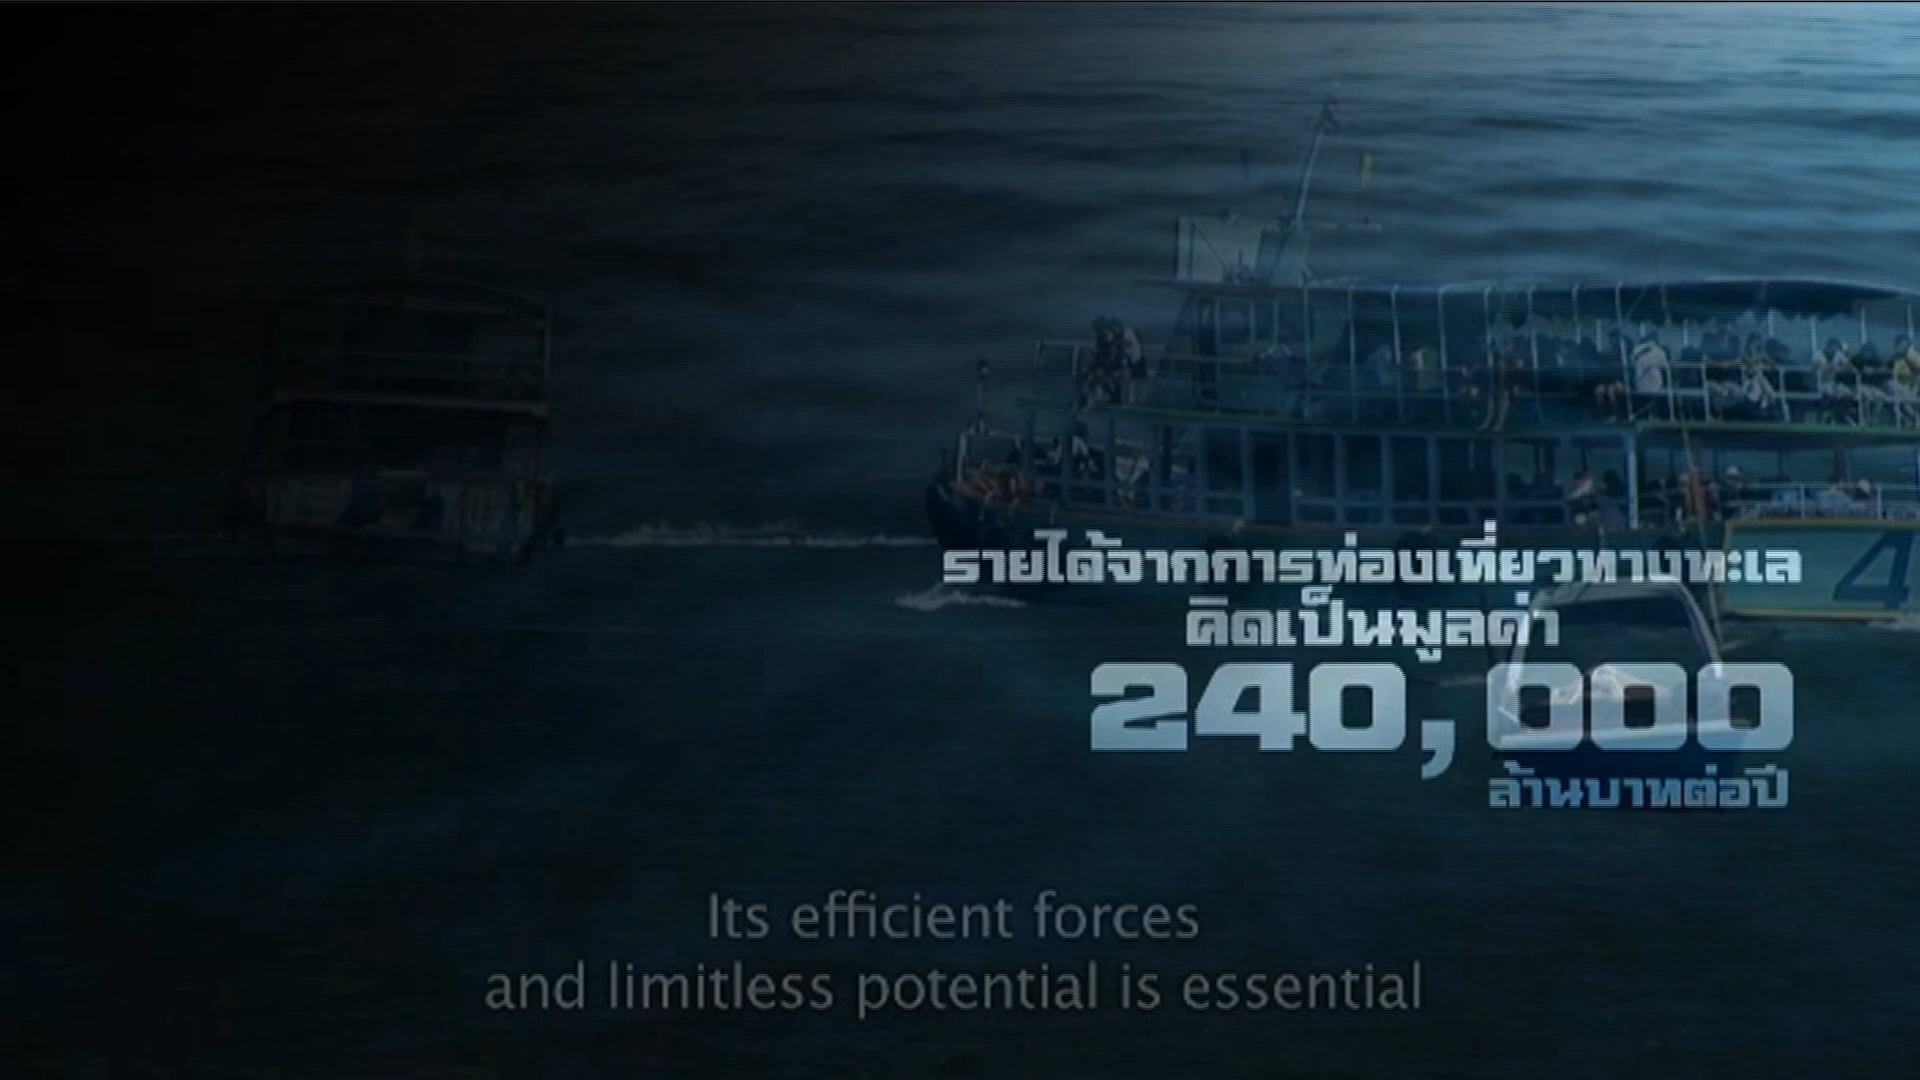 รายได้จากการท่องเที่ยวทางทะเล
คิดเป็นมูลค่า
240,000
ล้านบาทต่อปี
4
Its efficient forces
and limitless potential is essential